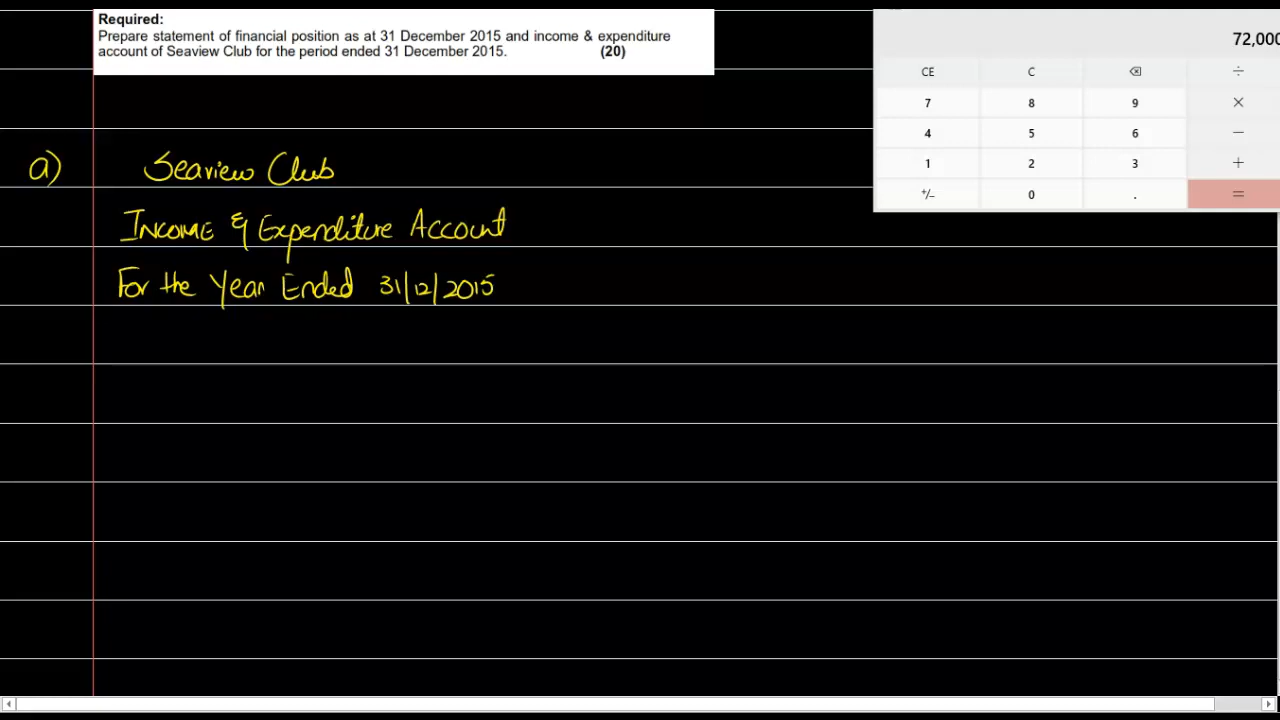 Required:
Prepare statement of financial position as at 31 December 2015 and income & expenditure
account of Seaview Club for the period ended 31 December 2015. (20)
72,000
CE C ⌫ ÷
7 8 9 ×
4 5 6 −
1 2 3 +
+/− 0 . =
a) Seaview Club
Income & Expenditure Account
For the Year Ended 31/12/2015